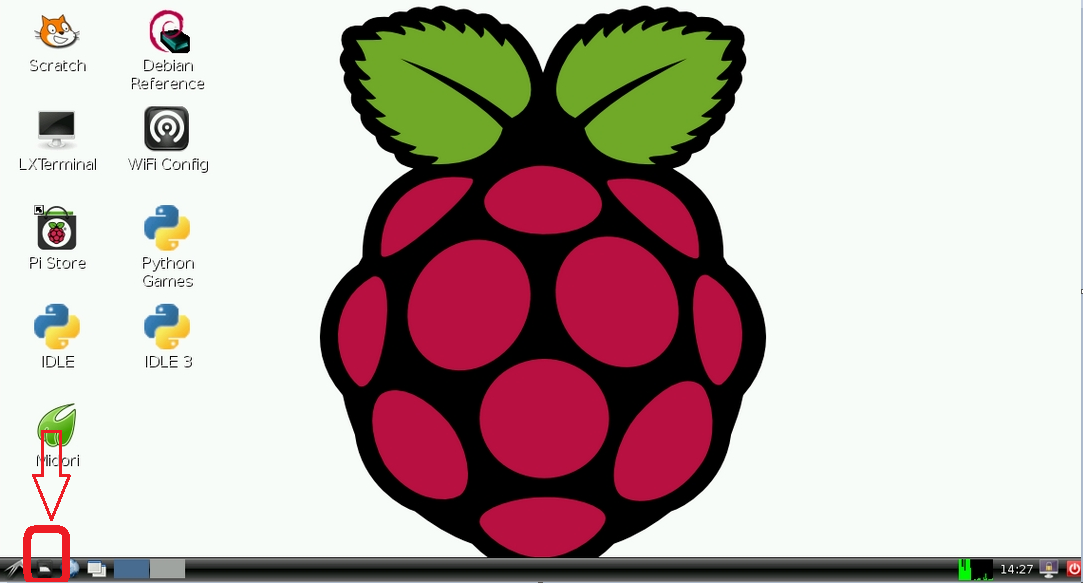 Scratch
Debian
Reference
LXTerminal
WiFi Config
Pi Store
Python
Games
IDLE
IDLE 3
Midori
14:27